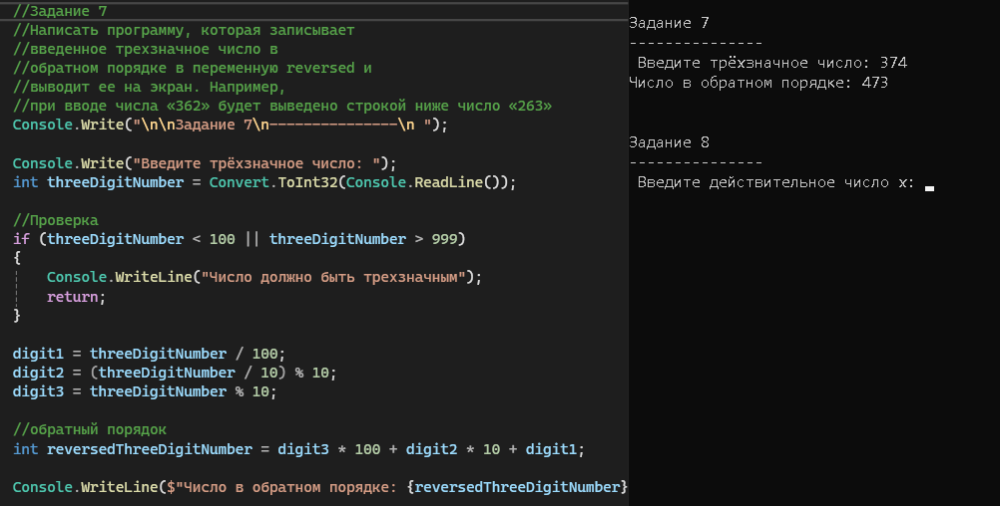 //Задание 7
//Написать программу, которая записывает
//введенное трехзначное число в
//обратном порядке в переменную reversed и
//выводит ее на экран. Например,
//при вводе числа «362» будет выведено строкой ниже число «263»
Console.Write("\n\nЗадание 7\n---------------\n ");
Console.Write("Введите трёхзначное число: ");
int threeDigitNumber = Convert.ToInt32(Console.ReadLine());
//Проверка
if (threeDigitNumber < 100 || threeDigitNumber > 999)
{
Console.WriteLine("Число должно быть трехзначным");
return;
}
digit1 = threeDigitNumber / 100;
digit2 = (threeDigitNumber / 10) % 10;
digit3 = threeDigitNumber % 10;
//обратный порядок
int reversedThreeDigitNumber = digit3 * 100 + digit2 * 10 + digit1;
Console.WriteLine($"Число в обратном порядке: {reversedThreeDigitNumber}
Задание 7
---------------
Введите трёхзначное число: 374
Число в обратном порядке: 473
Задание 8
---------------
Введите действительное число x: